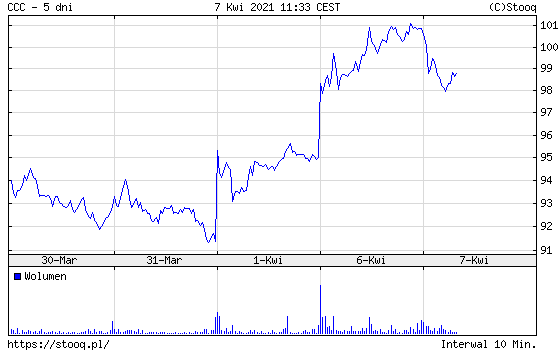 CCC - 5 dni 7 Kwi 2021 11:33 CEST (C)Stooq
101
100
99
98
97
96
95
94
93
92
91
30-Mar 31-Mar 1-Kwi 6-Kwi 7-Kwi
Wolumen
https://stooq.pl/ Interwal 10 Min.